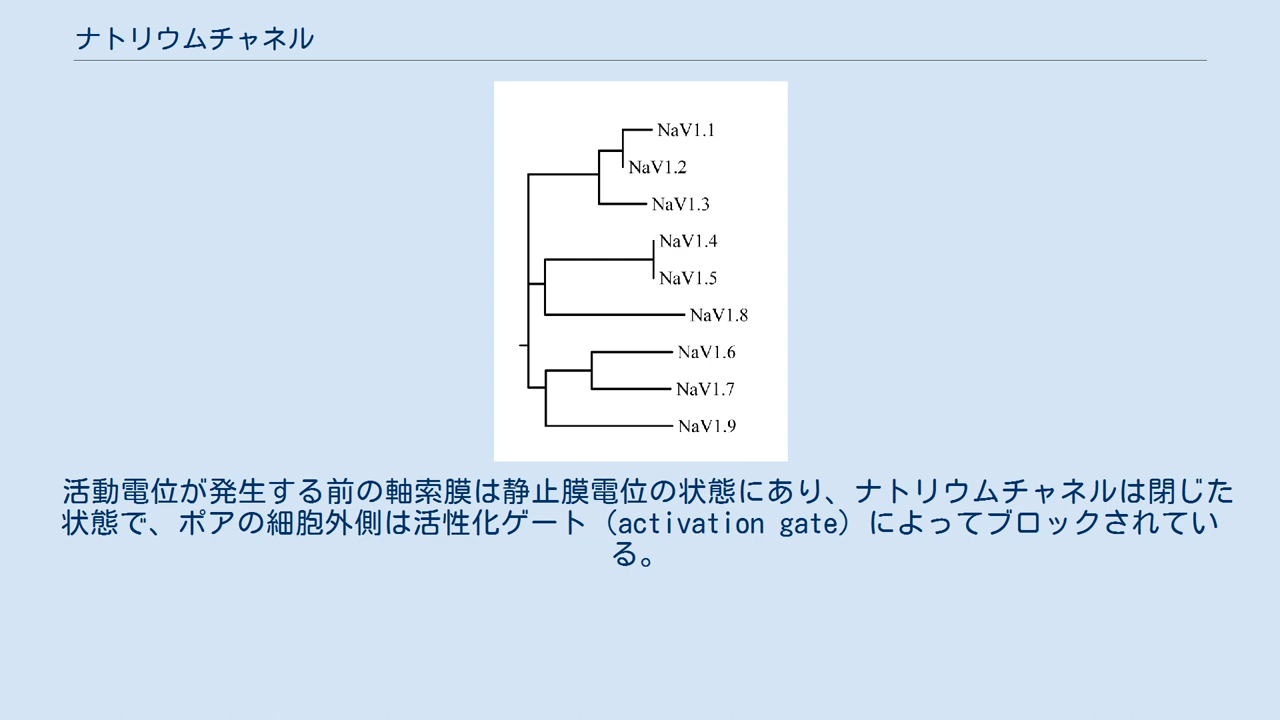 ナトリウムチャネル
NaV1.1
NaV1.2
NaV1.3
NaV1.4
NaV1.5
NaV1.8
NaV1.6
NaV1.7
NaV1.9
活動電位が発生する前の軸索膜は静止膜電位の状態にあり、ナトリウムチャネルは閉じた
状態で、ポアの細胞外側は活性化ゲート（activation gate）によってブロックされてい
る。